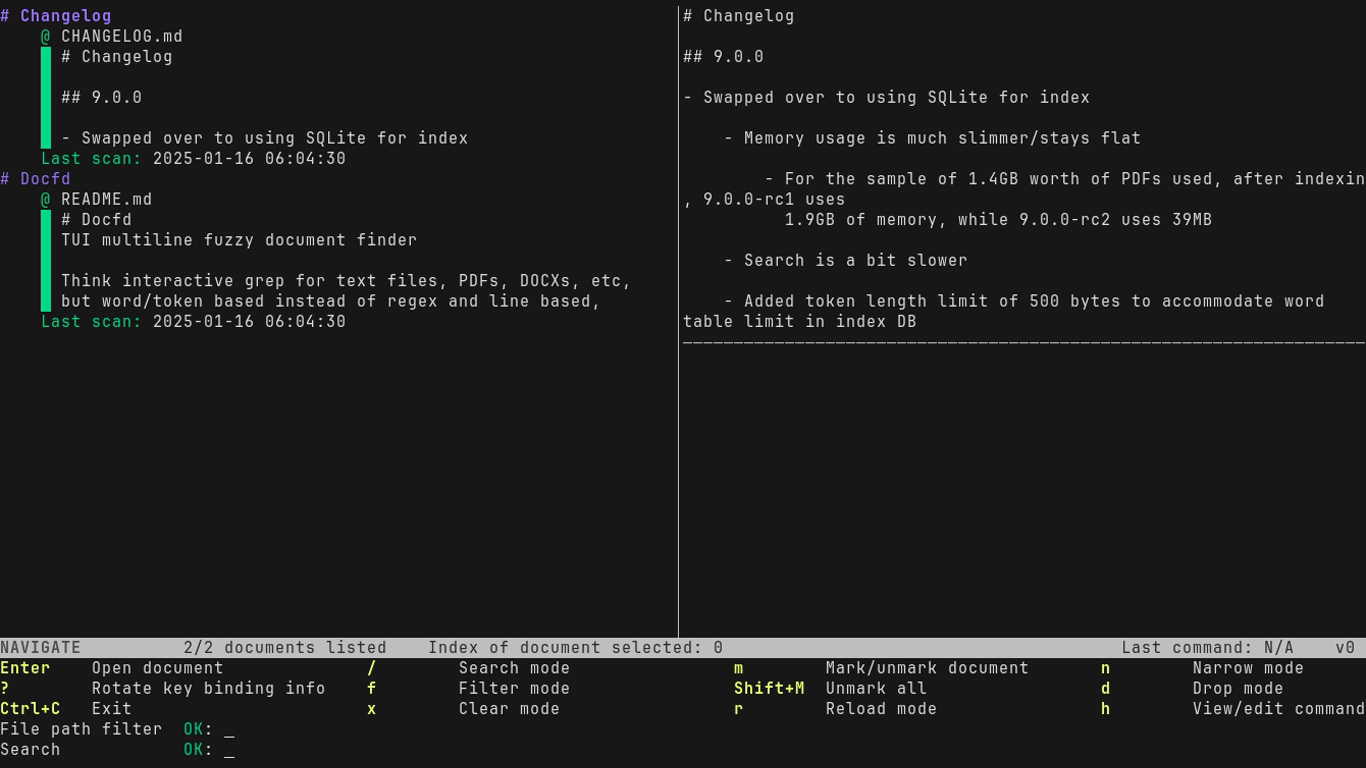 # Changelog
@ CHANGELOG.md
# Changelog
## 9.0.0
- Swapped over to using SQLite for index
Last scan: 2025-01-16 06:04:30
# Docfd
@ README.md
# Docfd
TUI multiline fuzzy document finder
Think interactive grep for text files, PDFs, DOCXs, etc,
but word/token based instead of regex and line based,
Last scan: 2025-01-16 06:04:30
# Changelog
## 9.0.0
- Swapped over to using SQLite for index
- Memory usage is much slimmer/stays flat
- For the sample of 1.4GB worth of PDFs used, after indexin
, 9.0.0-rc1 uses
1.9GB of memory, while 9.0.0-rc2 uses 39MB
- Search is a bit slower
- Added token length limit of 500 bytes to accommodate word
table limit in index DB
NAVIGATE 2/2 documents listed Index of document selected: 0 Last command: N/A v0
Enter Open document / Search mode m Mark/unmark document n Narrow mode
? Rotate key binding info f Filter mode Shift+M Unmark all d Drop mode
Ctrl+C Exit x Clear mode r Reload mode h View/edit command
File path filter OK: _
Search OK: _